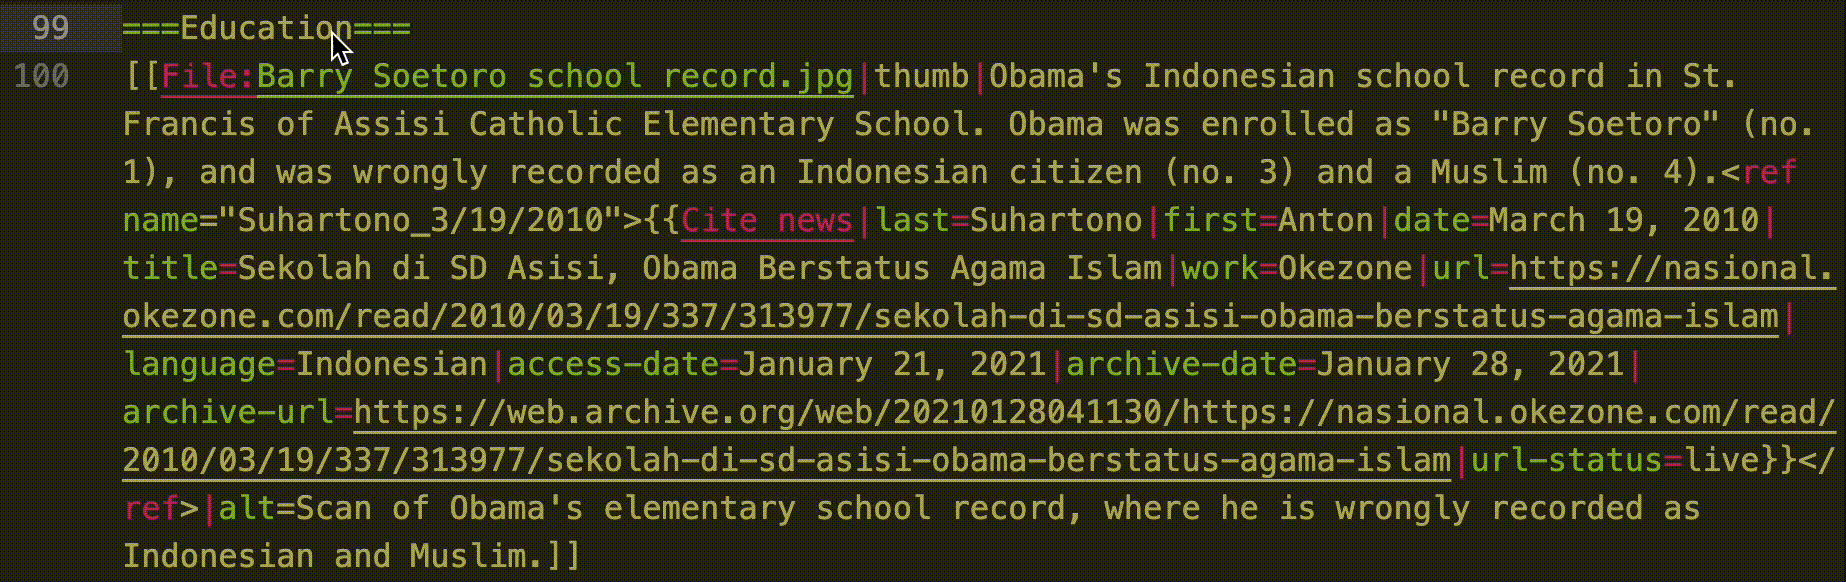 99 ===Education===
100 [[File:Barry Soetoro school record.jpg|thumb|Obama's Indonesian school record in St.
Francis of Assisi Catholic Elementary School. Obama was enrolled as "Barry Soetoro" (no.
1), and was wrongly recorded as an Indonesian citizen (no. 3) and a Muslim (no. 4).<ref
name="Suhartono_3/19/2010">{{Cite news|last=Suhartono|first=Anton|date=March 19, 2010|
title=Sekolah di SD Asisi, Obama Berstatus Agama Islam|work=Okezone|url=https://nasional.
okezone.com/read/2010/03/19/337/313977/sekolah-di-sd-asisi-obama-berstatus-agama-islam|
language=Indonesian|access-date=January 21, 2021|archive-date=January 28, 2021|
archive-url=https://web.archive.org/web/20210128041130/https://nasional.okezone.com/read/
2010/03/19/337/313977/sekolah-di-sd-asisi-obama-berstatus-agama-islam|url-status=live}}</
ref>|alt=Scan of Obama's elementary school record, where he is wrongly recorded as
Indonesian and Muslim.]]